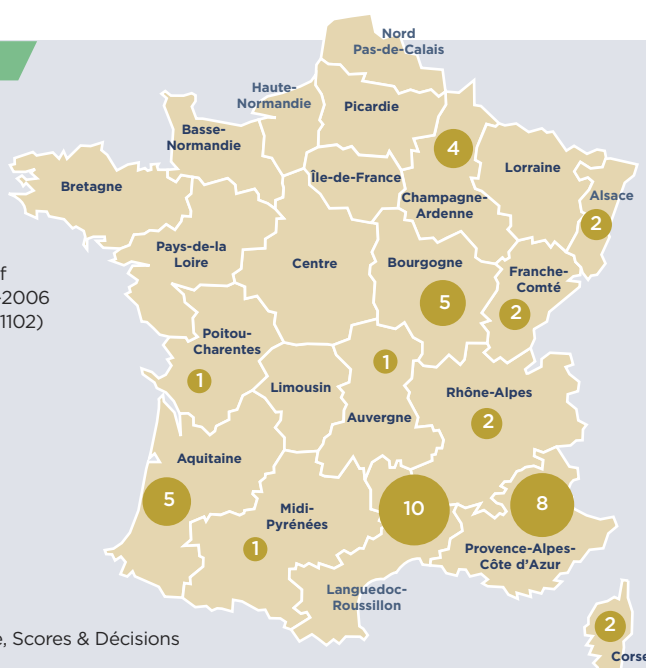 Nord
Pas-de-Calais
Haute-
Normandie
Picardie
Basse-
Normandie
4
Lorraine
Île-de-France
Bretagne
Champagne-
Ardenne
Alsace
2
Pays-de-la
Loire
Centre
Bourgogne
Franche-
Comté
5
2
f
-2006
1102)
Poitou-
Charentes
1
1
Limousin
Rhône-Alpes
Auvergne
2
Aquitaine
5
10
8
Midi-
Pyrénées
1
Provence-Alpes-
Côte d'Azur
Languedoc-
Roussillon
2
e, Scores & Décisions
Corse